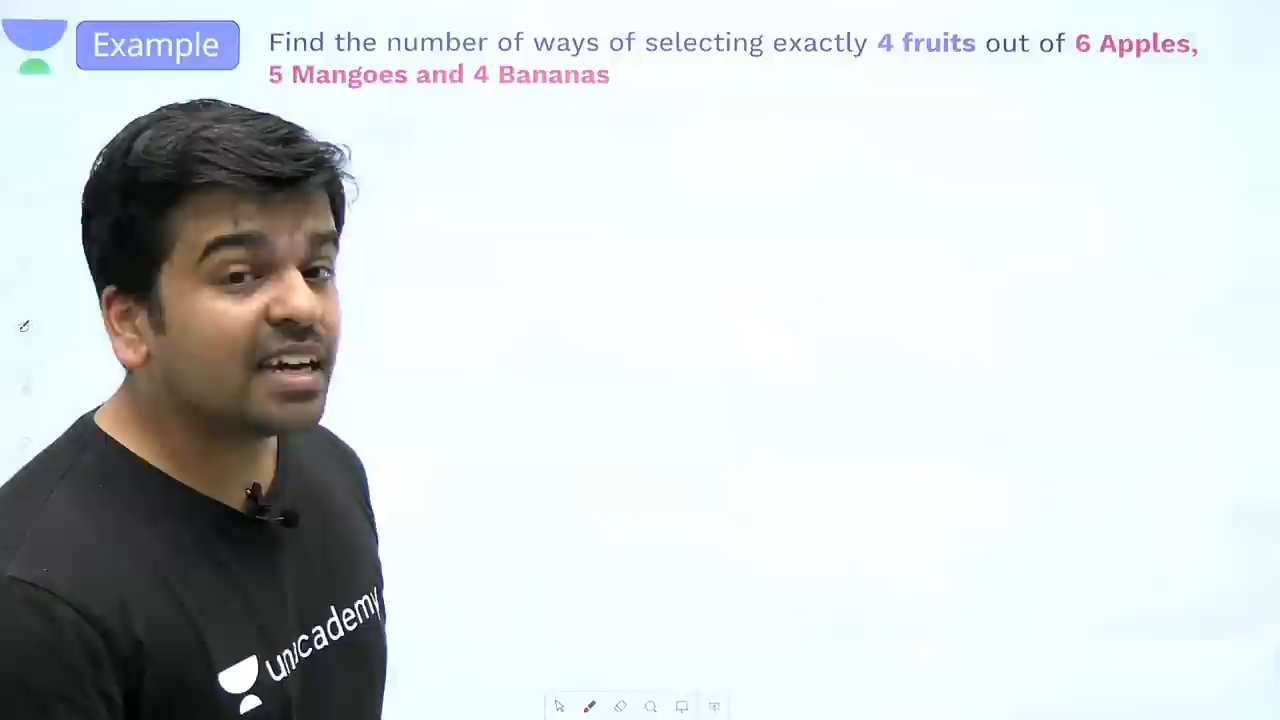 Example
Find the number of ways of selecting exactly 4 fruits out of 6 Apples,
5 Mangoes and 4 Bananas
unacademy